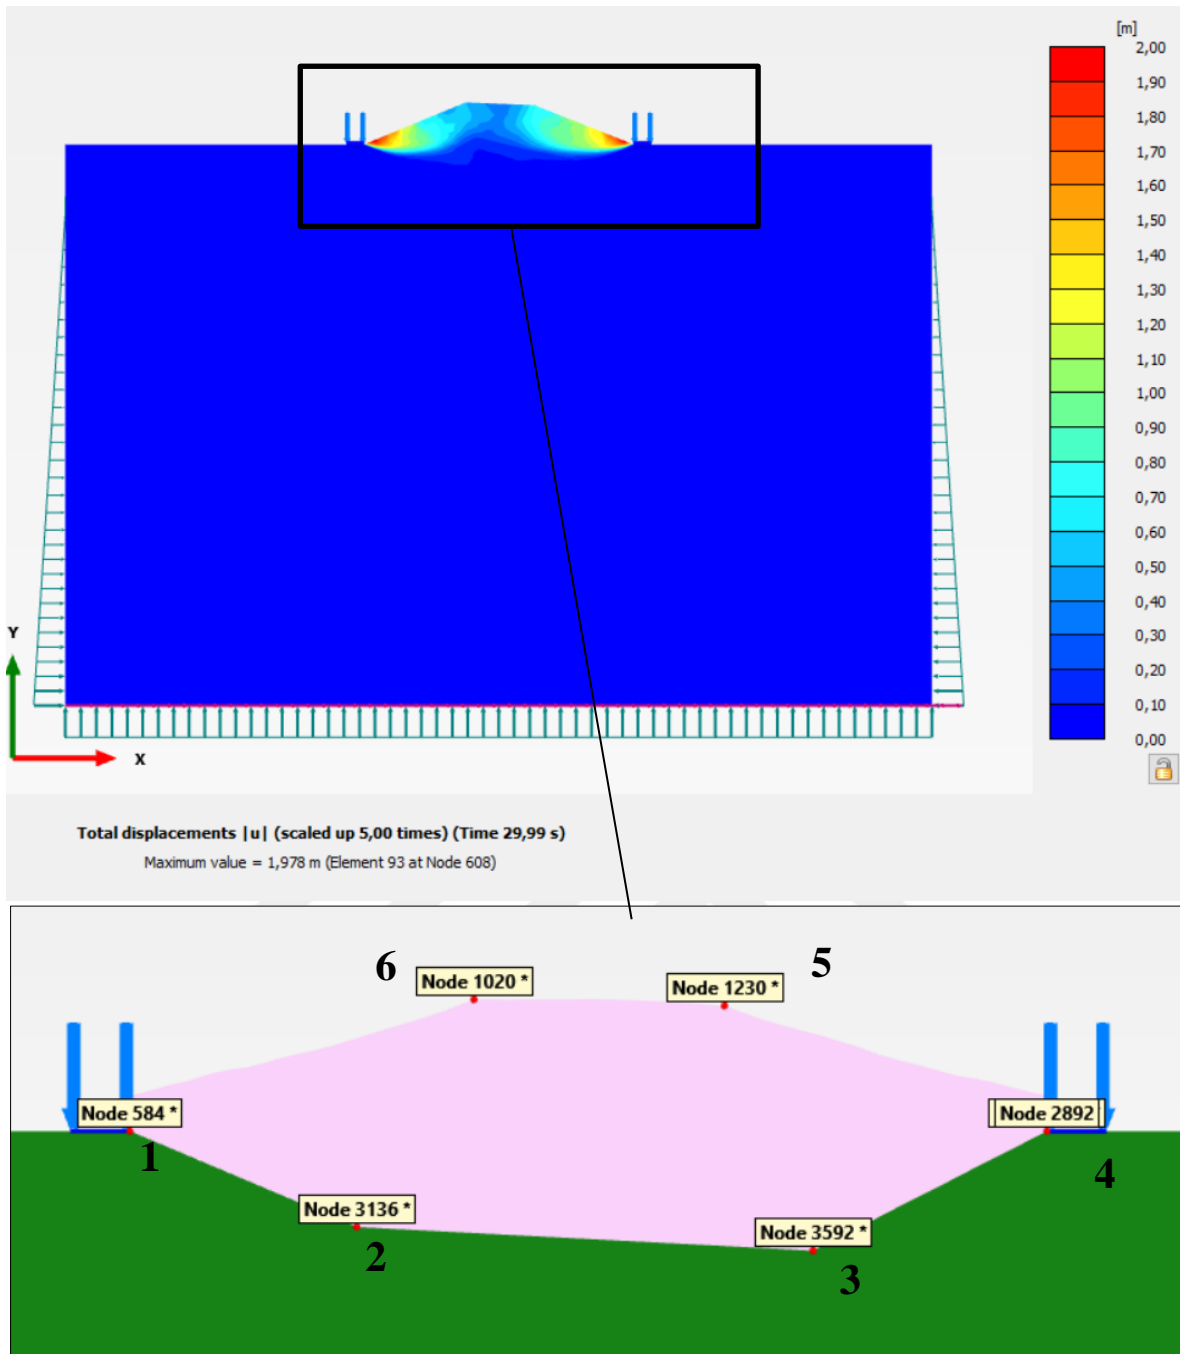 [m]
2,00
1,90
1,80
1,70
1,60
1,50
1,40
1,30
1,20
1,10
1,00
0,90
0,80
0,70
0,60
0,50
0,40
0,30
0,20
0,10
0,00
Y
X
Total displacements |u| (scaled up 5,00 times) (Time 29,99 s)
Maximum value = 1,978 m (Element 93 at Node 608)
6
5
Node 1020 *
Node 1230 *
Node 584 *
Node 2892
1
4
Node 3136 *
2
Node 3592 *
3